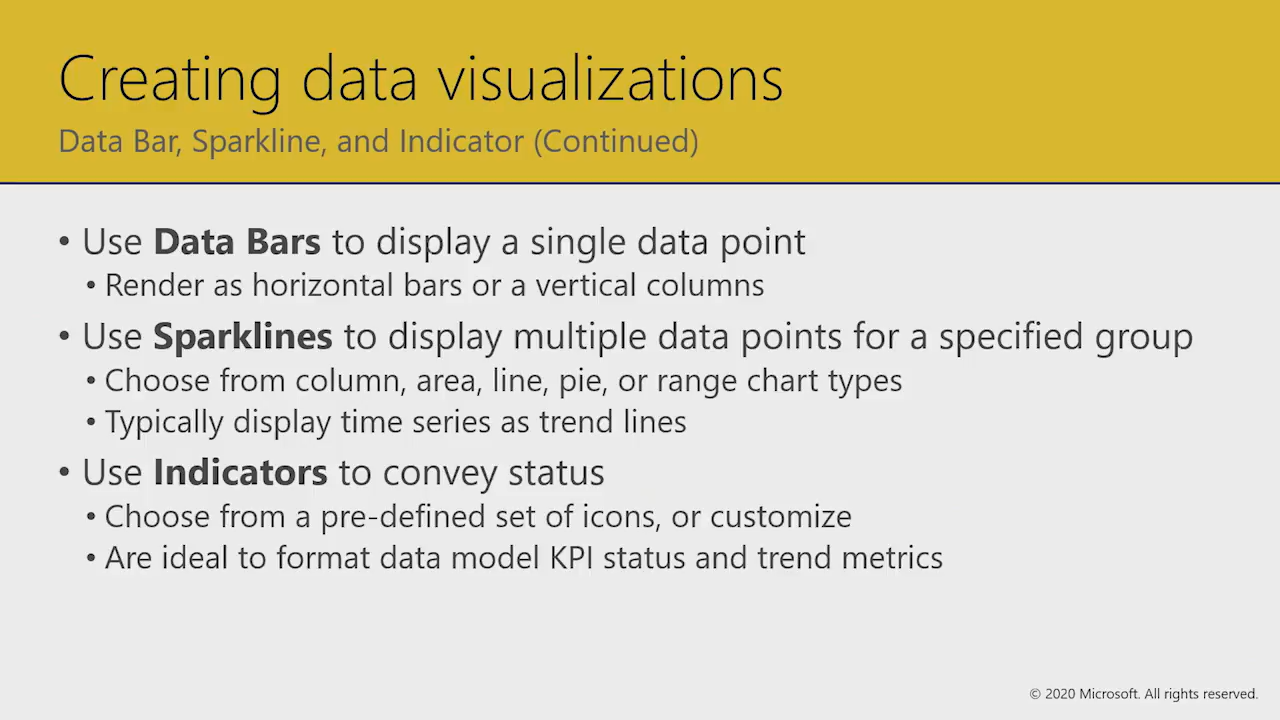 Creating data visualizations
Data Bar, Sparkline, and Indicator (Continued)
• Use Data Bars to display a single data point
• Render as horizontal bars or a vertical columns
• Use Sparklines to display multiple data points for a specified group
• Choose from column, area, line, pie, or range chart types
• Typically display time series as trend lines
• Use Indicators to convey status
• Choose from a pre-defined set of icons, or customize
• Are ideal to format data model KPI status and trend metrics
© 2020 Microsoft. All rights reserved.